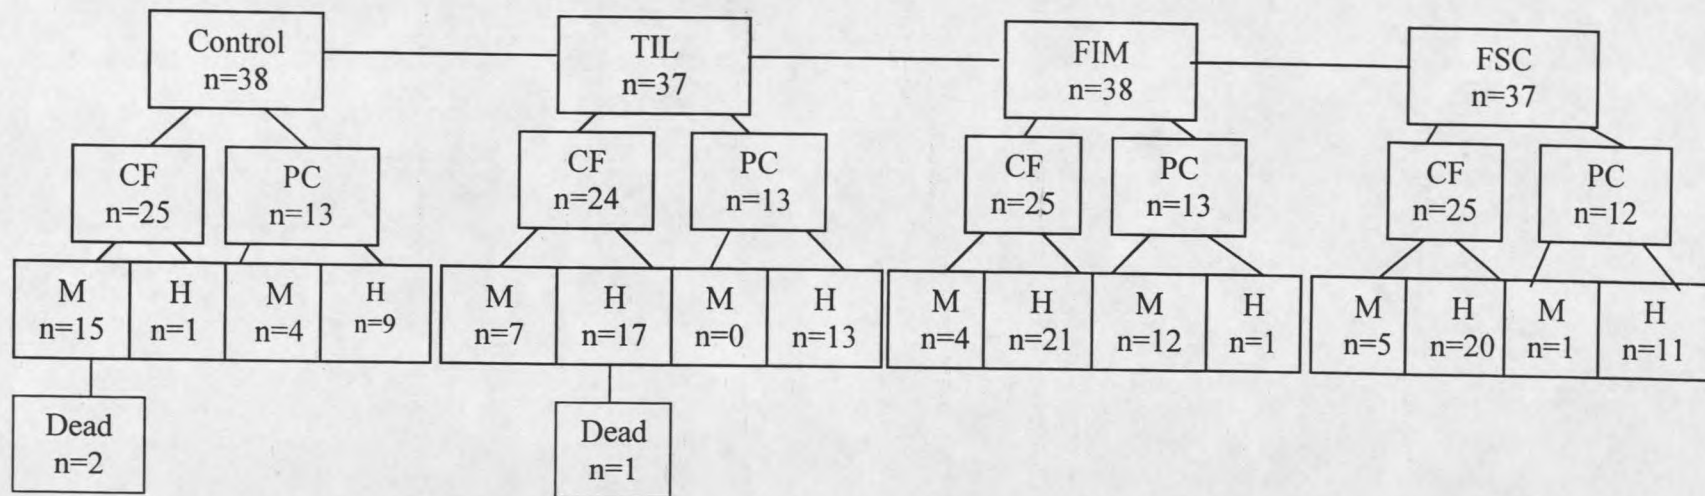 Control
n=38
TIL
n=37
FIM
n=38
FSC
n=37
CF
n=25
PC
n=13
CF
n=24
PC
n=13
CF
n=25
PC
n=13
CF
n=25
PC
n=12
M
n=15
H
n=1
M
n=4
H
n=9
M
n=7
H
n=17
M
n=0
H
n=13
M
n=4
H
n=21
M
n=12
H
n=1
M
n=5
H
n=20
M
n=1
H
n=11
Dead
n=2
Dead
n=1